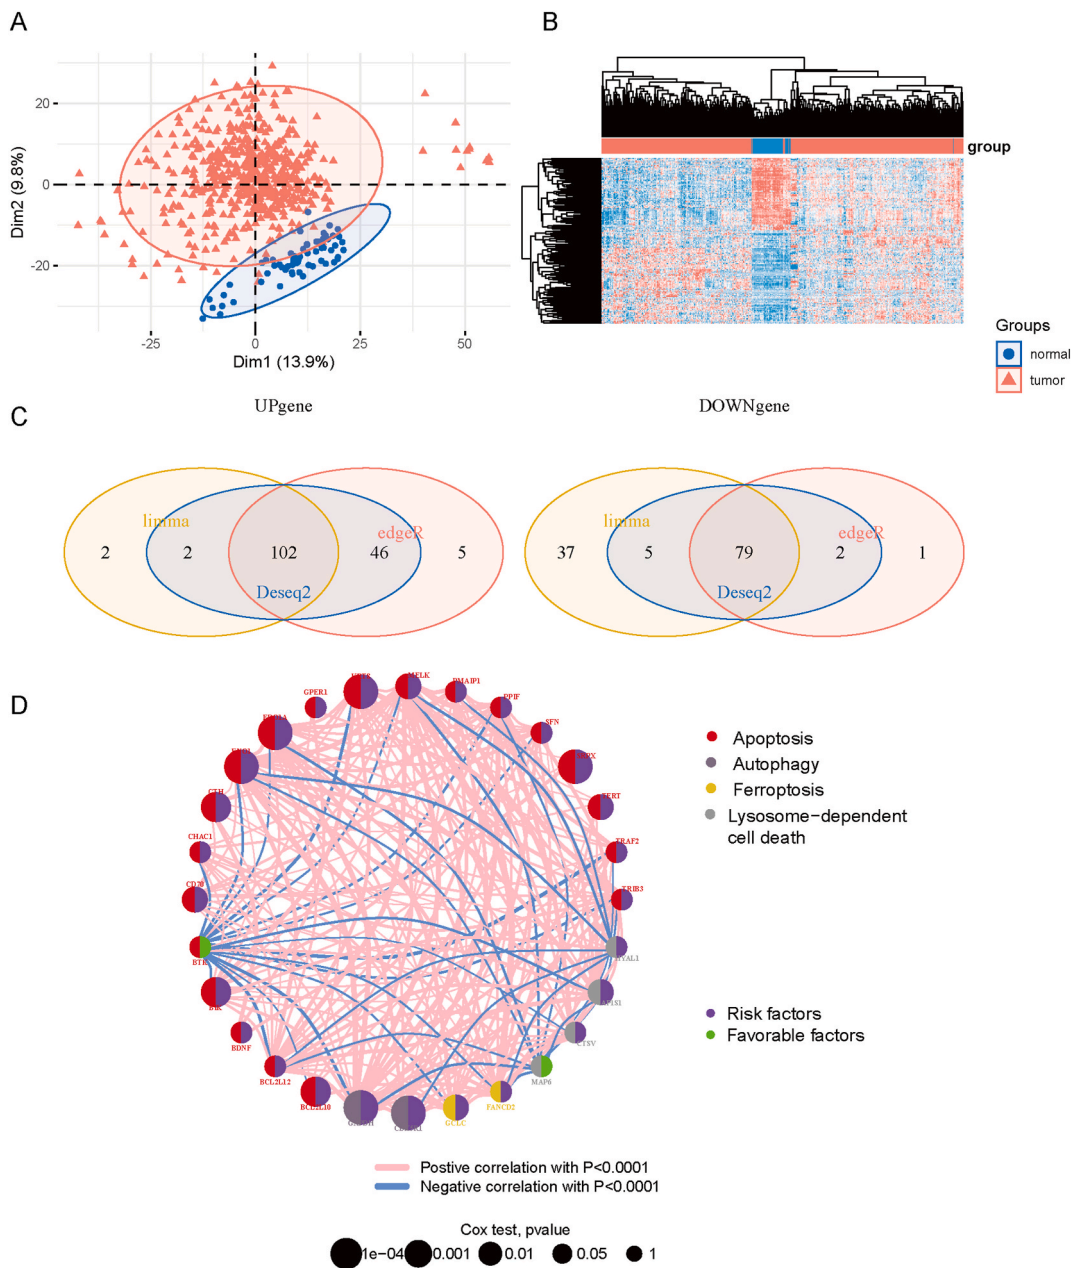 A
B
20
0
-20
Dim2 (9.8%)
-25
0
25
50
Dim1 (13.9%)
group
Groups
normal
tumor
UPgene
DOWNgene
C
limma
edgeR
2
2
102
46
5
Deseq2
limma
edgeR
37
5
79
2
1
Deseq2
D
MELK
PMAIP1
PPIF
SFN
GPER1
CTH
TERT
CHAC1
TRAF2
CD70
TRIB3
BDNF
CTSV
BCL2L12
MAP6
BCL2L10
GCLC
FANCD2
Apoptosis
Autophagy
Ferroptosis
Lysosome-dependent
cell death
Risk factors
Favorable factors
Postive correlation with P<0.0001
Negative correlation with P<0.0001
Cox test, pvalue
1e-04
0.001
0.01
0.05
1